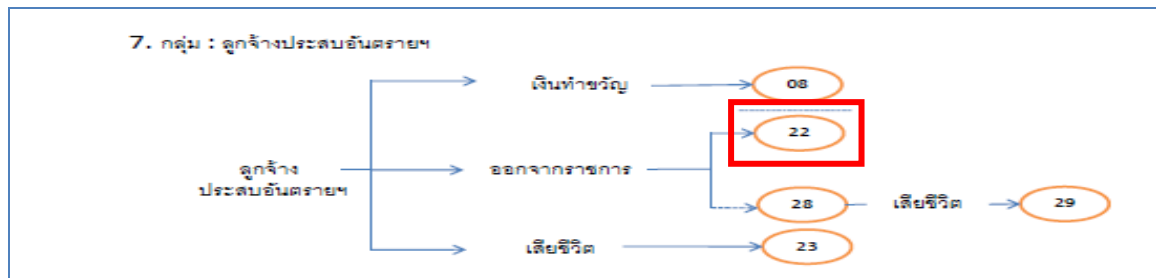 7. กลุ่ม : ลูกจ้างประสบอันตรายฯ
เงินทำขวัญ 08
22
ลูกจ้าง
ประสบอันตรายฯ
ออกจากราชการ
28 เสียชีวิต 29
เสียชีวิต 23